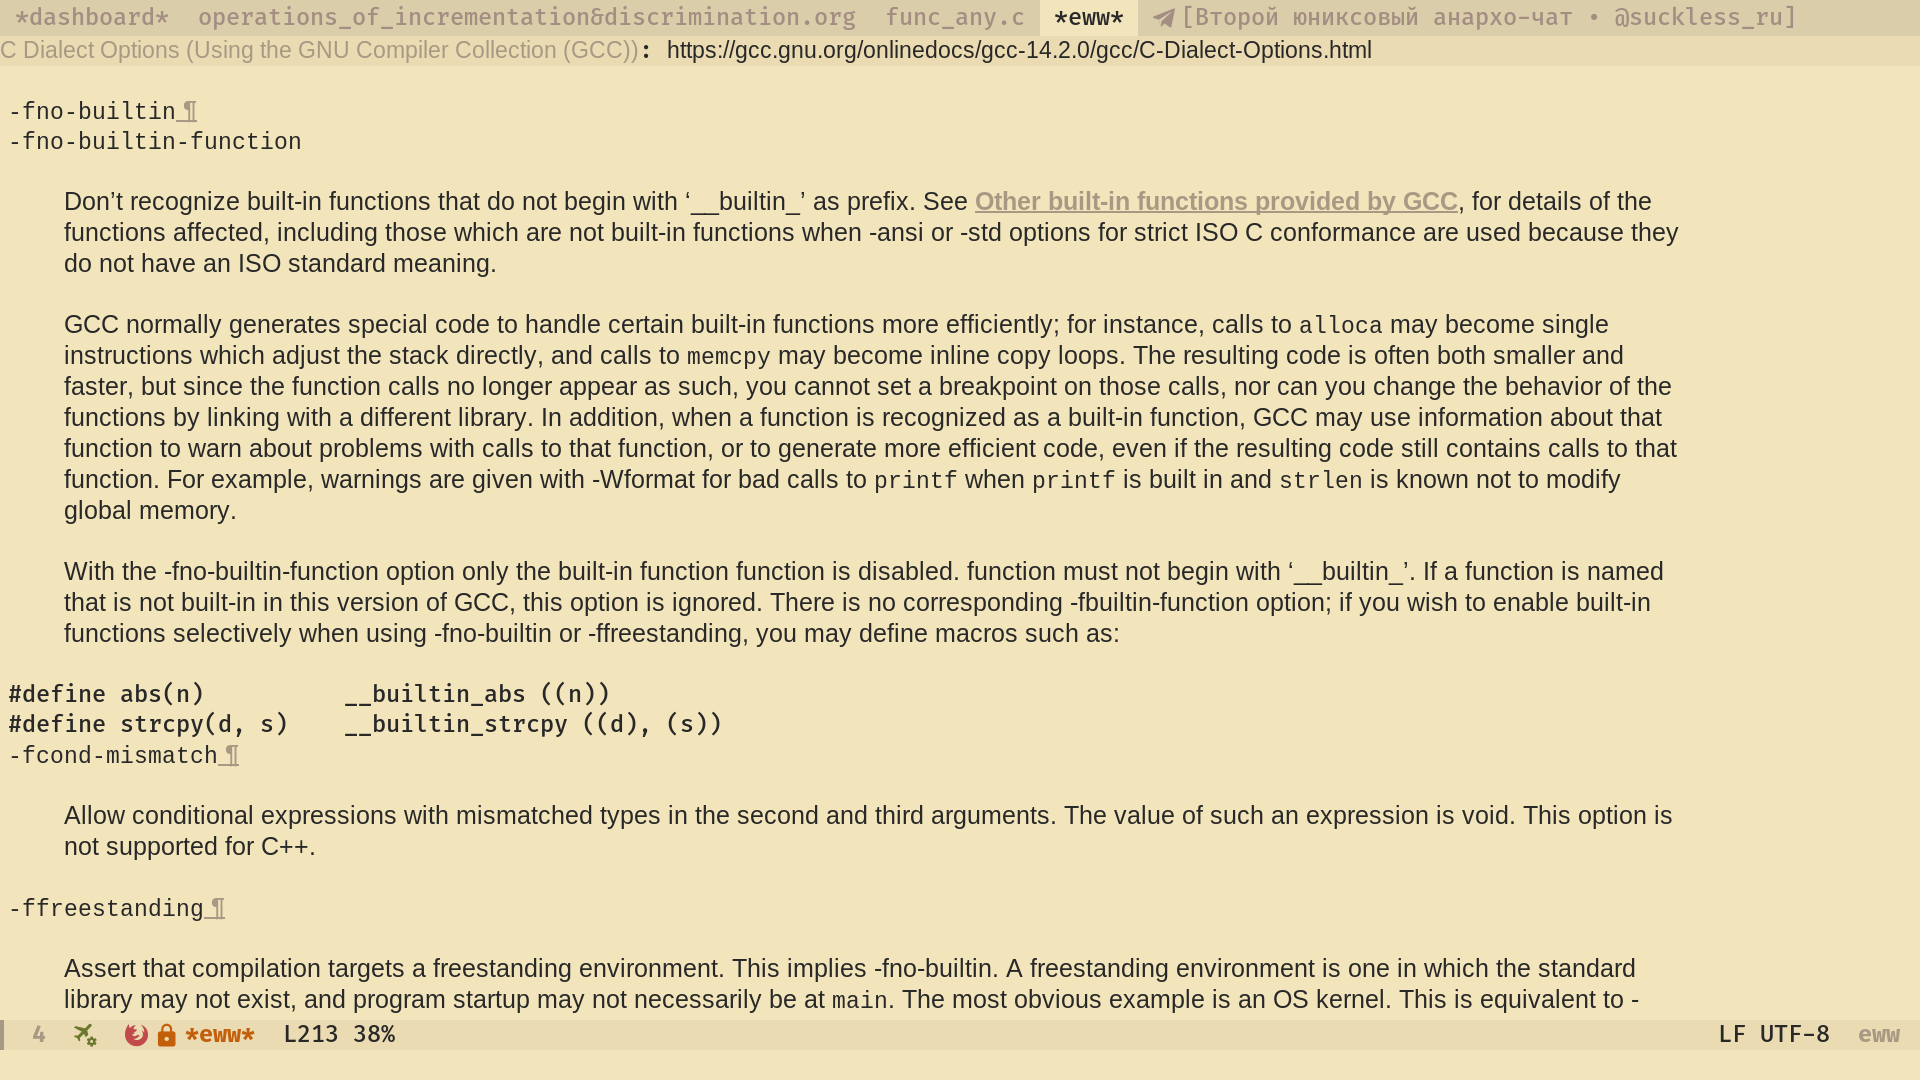 *dashboard* operations_of_incrementation&discrimination.org func_any.c *eww* [Второй юниксовый анархо-чат • @suckless_ru]
C Dialect Options (Using the GNU Compiler Collection (GCC)): https://gcc.gnu.org/onlinedocs/gcc-14.2.0/gcc/C-Dialect-Options.html
-fno-builtin ¶
-fno-builtin-function
Don’t recognize built-in functions that do not begin with ‘__builtin_’ as prefix. See Other built-in functions provided by GCC, for details of the
functions affected, including those which are not built-in functions when -ansi or -std options for strict ISO C conformance are used because they
do not have an ISO standard meaning.
GCC normally generates special code to handle certain built-in functions more efficiently; for instance, calls to alloca may become single
instructions which adjust the stack directly, and calls to memcpy may become inline copy loops. The resulting code is often both smaller and
faster, but since the function calls no longer appear as such, you cannot set a breakpoint on those calls, nor can you change the behavior of the
functions by linking with a different library. In addition, when a function is recognized as a built-in function, GCC may use information about that
function to warn about problems with calls to that function, or to generate more efficient code, even if the resulting code still contains calls to that
function. For example, warnings are given with -Wformat for bad calls to printf when printf is built in and strlen is known not to modify
global memory.
With the -fno-builtin-function option only the built-in function function is disabled. function must not begin with ‘__builtin_’. If a function is named
that is not built-in in this version of GCC, this option is ignored. There is no corresponding -fbuiltin-function option; if you wish to enable built-in
functions selectively when using -fno-builtin or -ffreestanding, you may define macros such as:
#define abs(n)          __builtin_abs ((n))
#define strcpy(d, s)    __builtin_strcpy ((d), (s))
-fcond-mismatch ¶
Allow conditional expressions with mismatched types in the second and third arguments. The value of such an expression is void. This option is
not supported for C++.
-ffreestanding ¶
Assert that compilation targets a freestanding environment. This implies -fno-builtin. A freestanding environment is one in which the standard
library may not exist, and program startup may not necessarily be at main. The most obvious example is an OS kernel. This is equivalent to -
4 *eww* L213 38% LF UTF-8 eww